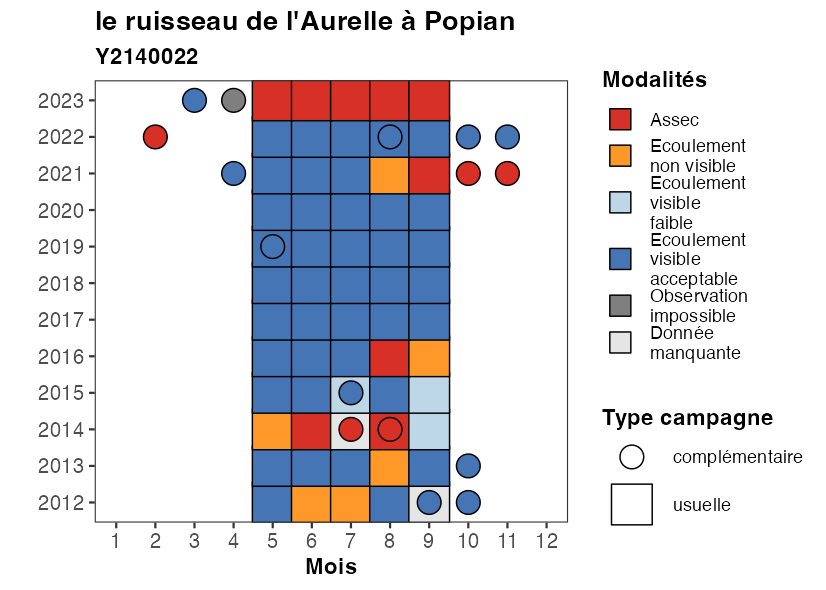 le ruisseau de l'Aurelle à Popian
Y2140022
2023
2022
2021
2020
2019
2018
2017
2016
2015
2014
2013
2012
1 2 3 4 5 6 7 8 9 10 11 12
Mois
Modalités
Assec
Ecoulement
non visible
Ecoulement
visible
faible
Ecoulement
visible
acceptable
Observation
impossible
Donnée
manquante
Type campagne
complémentaire
usuelle